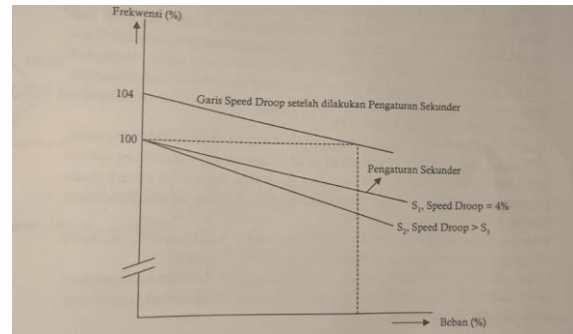 Frekwensi (%)
104
Garis Speed Droop setelah dilakukan Pengaturan Sekunder
100
Pengaturan Sekunder
S₁, Speed Droop = 4%
S₂, Speed Droop > S₁
Beban (%)